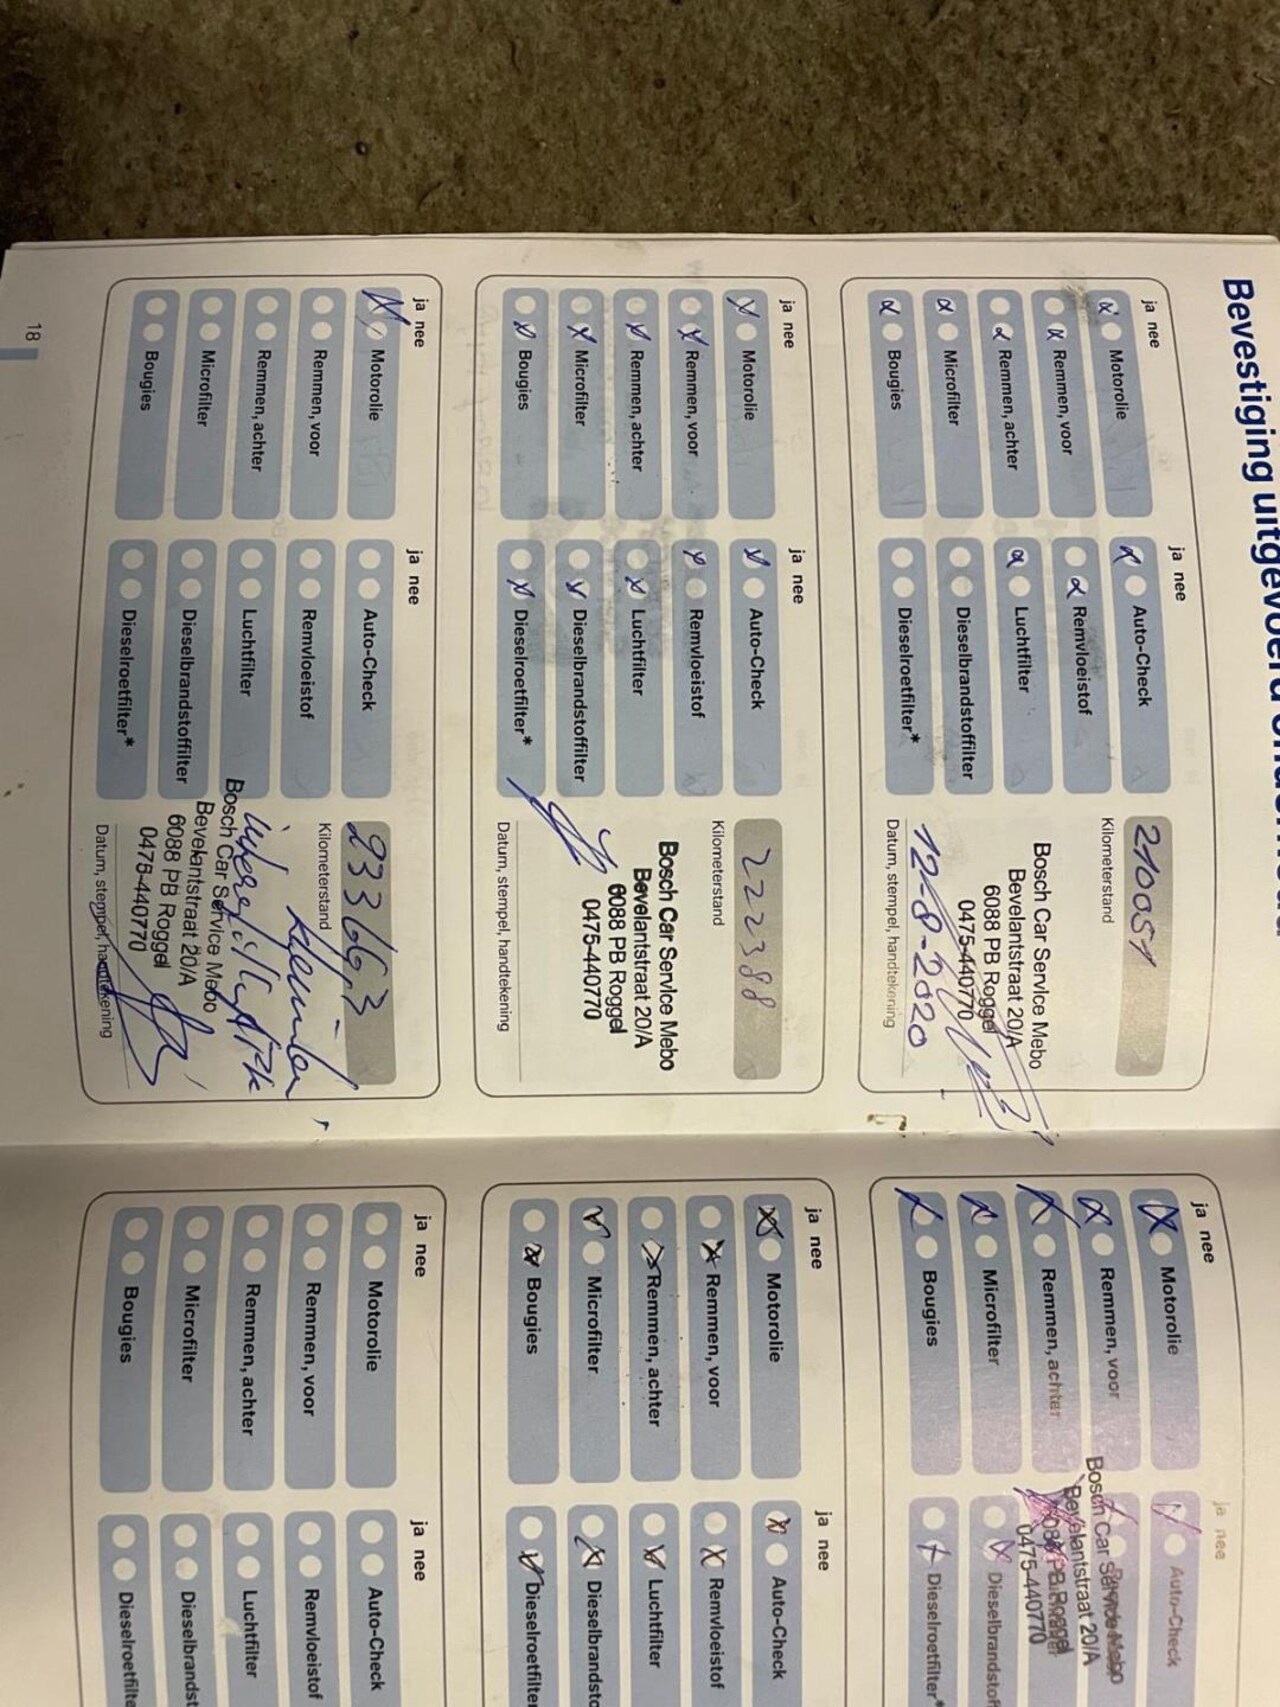 Bevestiging uitgevoerd onderhoud
ja nee
Motorolie
Remmen, voor
Remmen, achter
Microfilter
Bougies
ja nee
Auto-Check
Remvloeistof
Luchtfilter
Dieselbrandstoffilter
Dieselroetfilter*
210051
Kilometerstand
Bosch Car Service Mebo
Bevelantstraat 20/A
6088 PB Roggel
0475-440770
12-8-2020
Datum, stempel, handtekening
ja nee
Motorolie
Remmen, voor
Remmen, achter
Microfilter
Bougies
ja nee
Auto-Check
Remvloeistof
Luchtfilter
Dieselbrandstoffilter
Dieselroetfilter*
222388
Kilometerstand
Bosch Car Service Mebo
Bevelantstraat 20/A
6088 PB Roggel
0475-440770
Datum, stempel, handtekening
ja nee
Motorolie
Remmen, voor
Remmen, achter
Microfilter
Bougies
ja nee
Auto-Check
Remvloeistof
Luchtfilter
Dieselbrandstoffilter
Dieselroetfilter*
Kilometerstand
Bosch Car Service Mebo
Bevelantstraat 20/A
6088 PB Roggel
0475-440770
Datum, stempel, handtekening
18
ja nee
Motorolie
Remmen, voor
Remmen, achter
Microfilter
Bougies
ja nee
Auto-Check
Bosch Car Service Mebo
Bevelantstraat 20/A
6088 PB Roggel
0475-440770
Dieselbrandstof
Dieselroetfilter*
ja nee
Motorolie
Remmen, voor
Remmen, achter
Microfilter
Bougies
ja nee
Auto-Check
Remvloeistof
Luchtfilter
Dieselbrandsto
Dieselroetfilter
ja nee
Motorolie
Remmen, voor
Remmen, achter
Microfilter
Bougies
ja nee
Auto-Check
Remvloeistof
Luchtfilter
Dieselbrandst
Dieselroetfilte